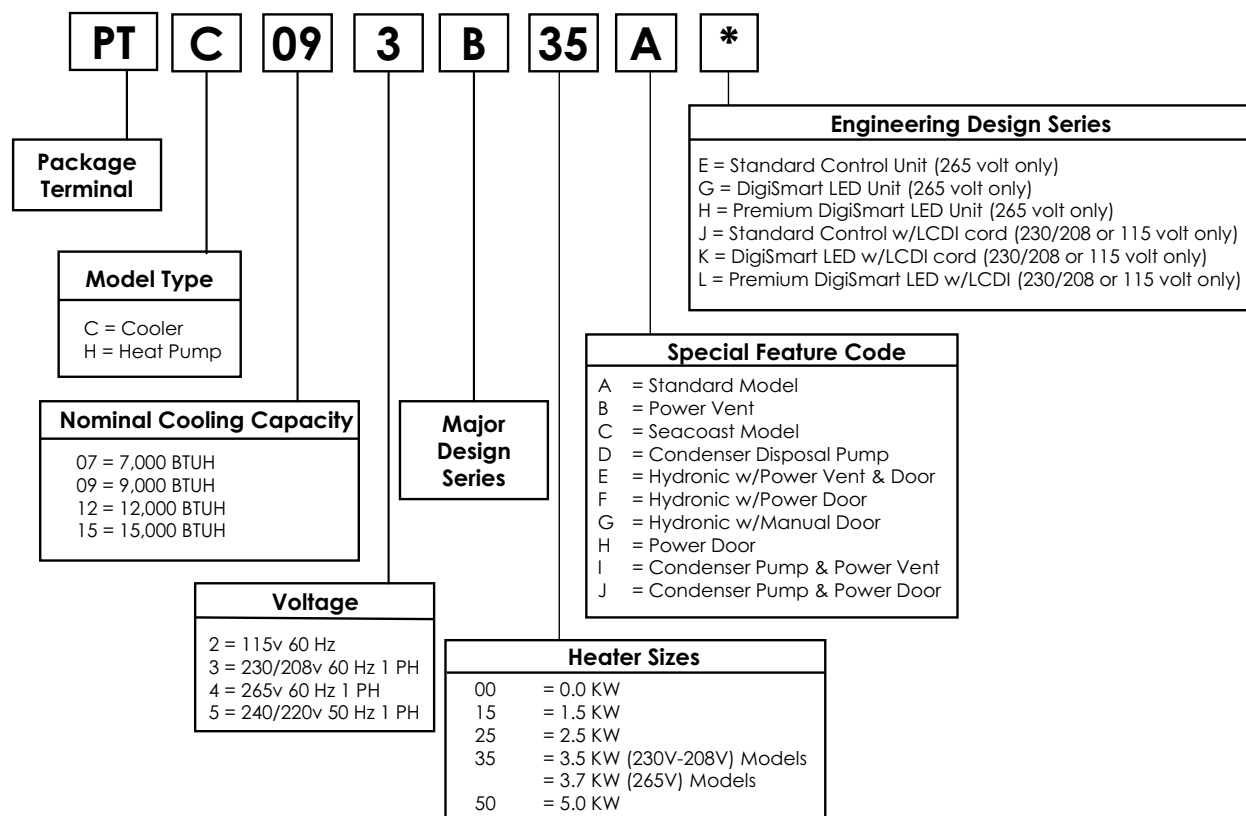 PT C 09 3 B 35 A *
Engineering Design Series
E = Standard Control Unit (265 volt only)
G = DigiSmart LED Unit (265 volt only)
H = Premium DigiSmart LED Unit (265 volt only)
J = Standard Control w/LCDI cord (230/208 or 115 volt only)
K = DigiSmart LED w/LCDI cord (230/208 or 115 volt only)
L = Premium DigiSmart LED w/LCDI (230/208 or 115 volt only)
Package
Terminal
Model Type
C = Cooler
H = Heat Pump
Special Feature Code
A = Standard Model
B = Power Vent
C = Seacoast Model
D = Condenser Disposal Pump
E = Hydronic w/Power Vent & Door
F = Hydronic w/Power Door
G = Hydronic w/Manual Door
H = Power Door
I = Condenser Pump & Power Vent
J = Condenser Pump & Power Door
Nominal Cooling Capacity
07 = 7,000 BTUH
09 = 9,000 BTUH
12 = 12,000 BTUH
15 = 15,000 BTUH
Major
Design
Series
Voltage
2 = 115v 60 Hz
3 = 230/208v 60 Hz 1 PH
4 = 265v 60 Hz 1 PH
5 = 240/220v 50 Hz 1 PH
Heater Sizes
00 = 0.0 KW
15 = 1.5 KW
25 = 2.5 KW
35 = 3.5 KW (230V-208V) Models
= 3.7 KW (265V) Models
50 = 5.0 KW